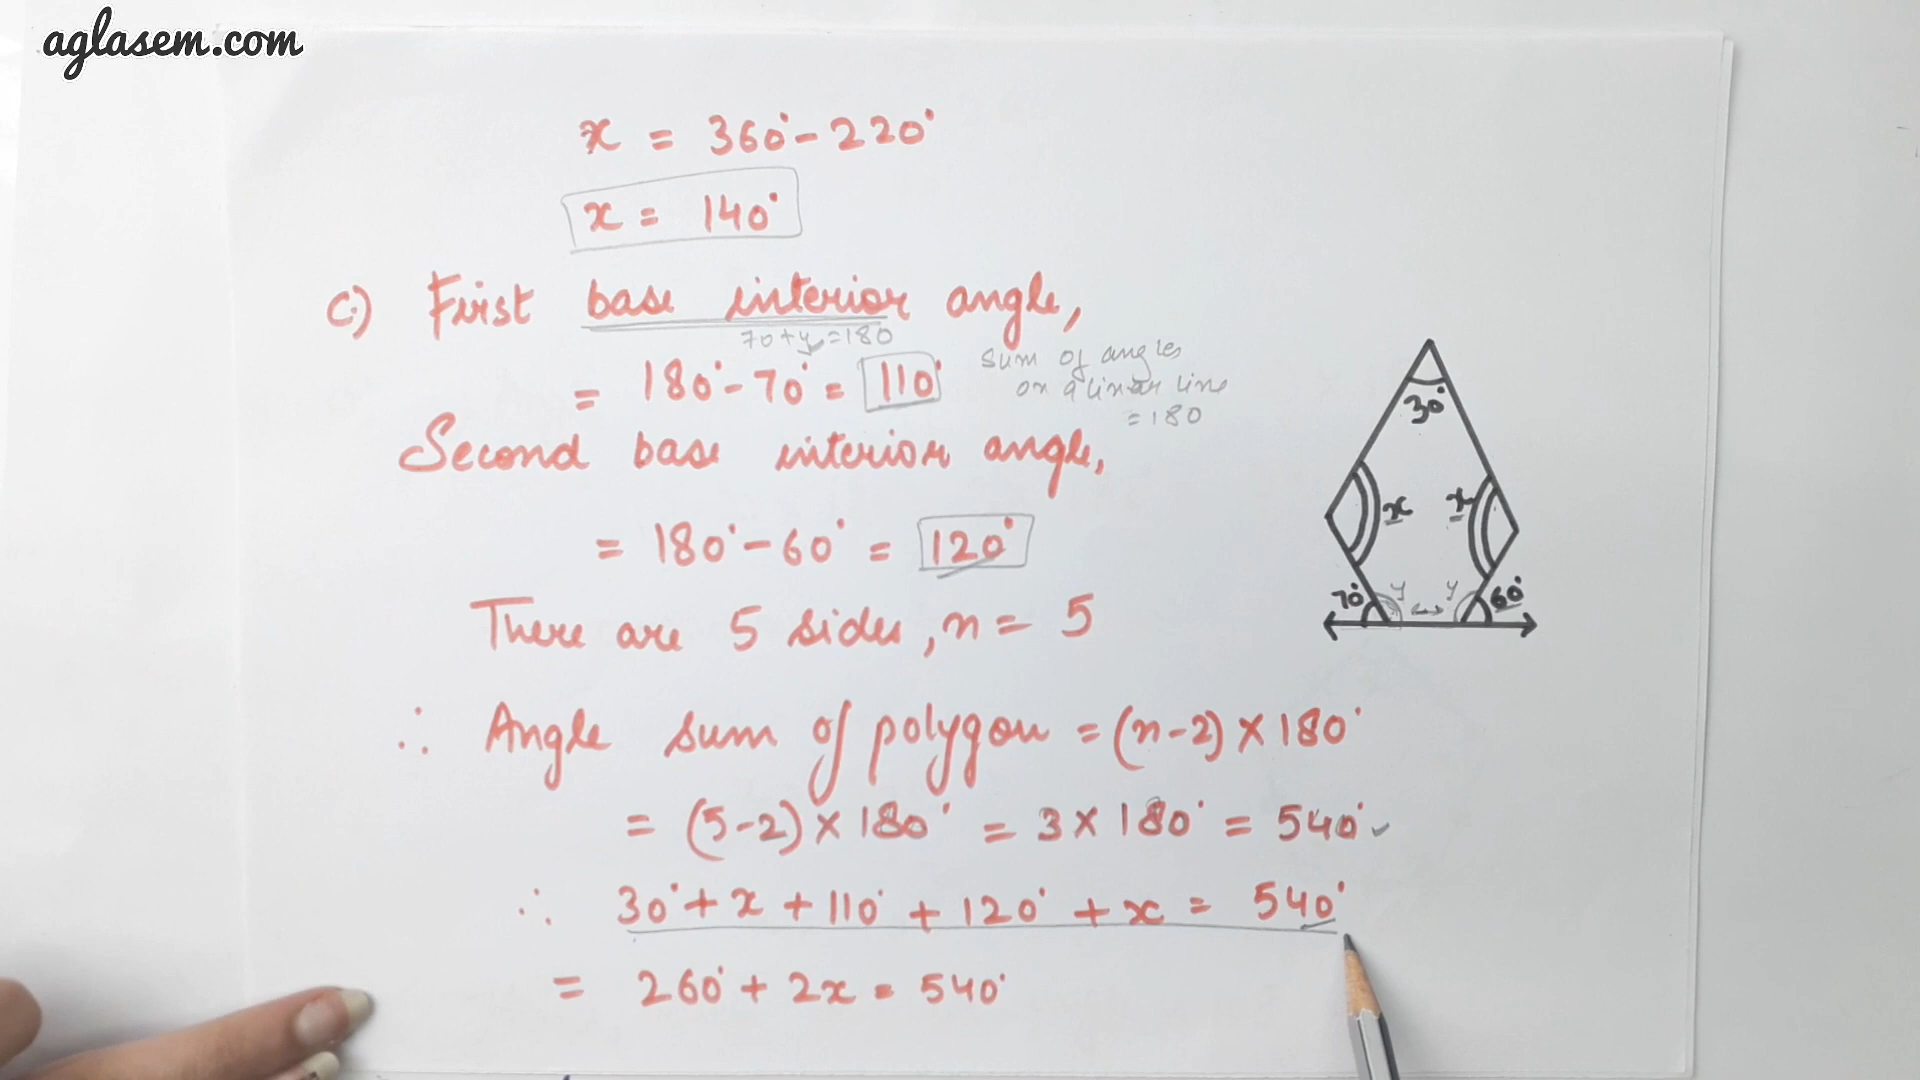 aglasem.com
x = 360° - 220°
x = 140°
c) First base interior angle,
70 + y = 180
= 180° - 70° = 110°
sum of angles
on a linear line
= 180
Second base interior angle,
= 180° - 60° = 120°
There are 5 sides, n = 5
∴ Angle sum of polygon = (n-2) × 180°
= (5-2) × 180° = 3 × 180° = 540°
∴ 30° + x + 110° + 120° + x = 540°
= 260° + 2x = 540°
30°
x x
70° y y 60°